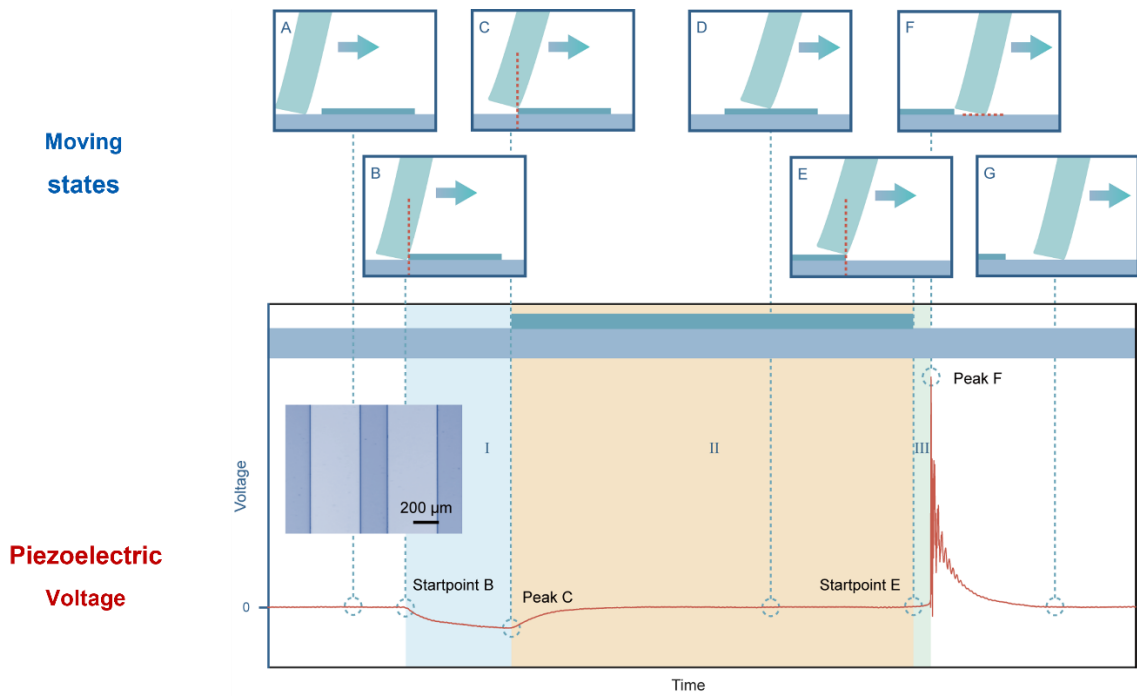 A
C
D
F
Moving
states
B
E
G
Peak F
I
II
III
Voltage
200 μm
Piezoelectric
Voltage
Startpoint B
Peak C
Startpoint E
0
Time